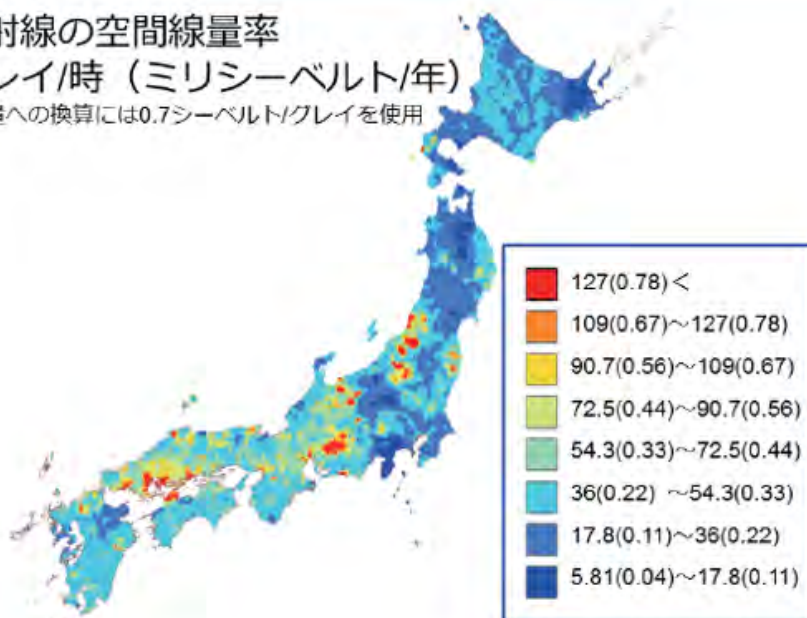 射線の空間線量率
レイ/時（ミリシーベルト/年）
への換算には0.7シーベルト/グレイを使用
127(0.78)＜
109(0.67)～127(0.78)
90.7(0.56)～109(0.67)
72.5(0.44)～90.7(0.56)
54.3(0.33)～72.5(0.44)
36(0.22) ～54.3(0.33)
17.8(0.11)～36(0.22)
5.81(0.04)～17.8(0.11)